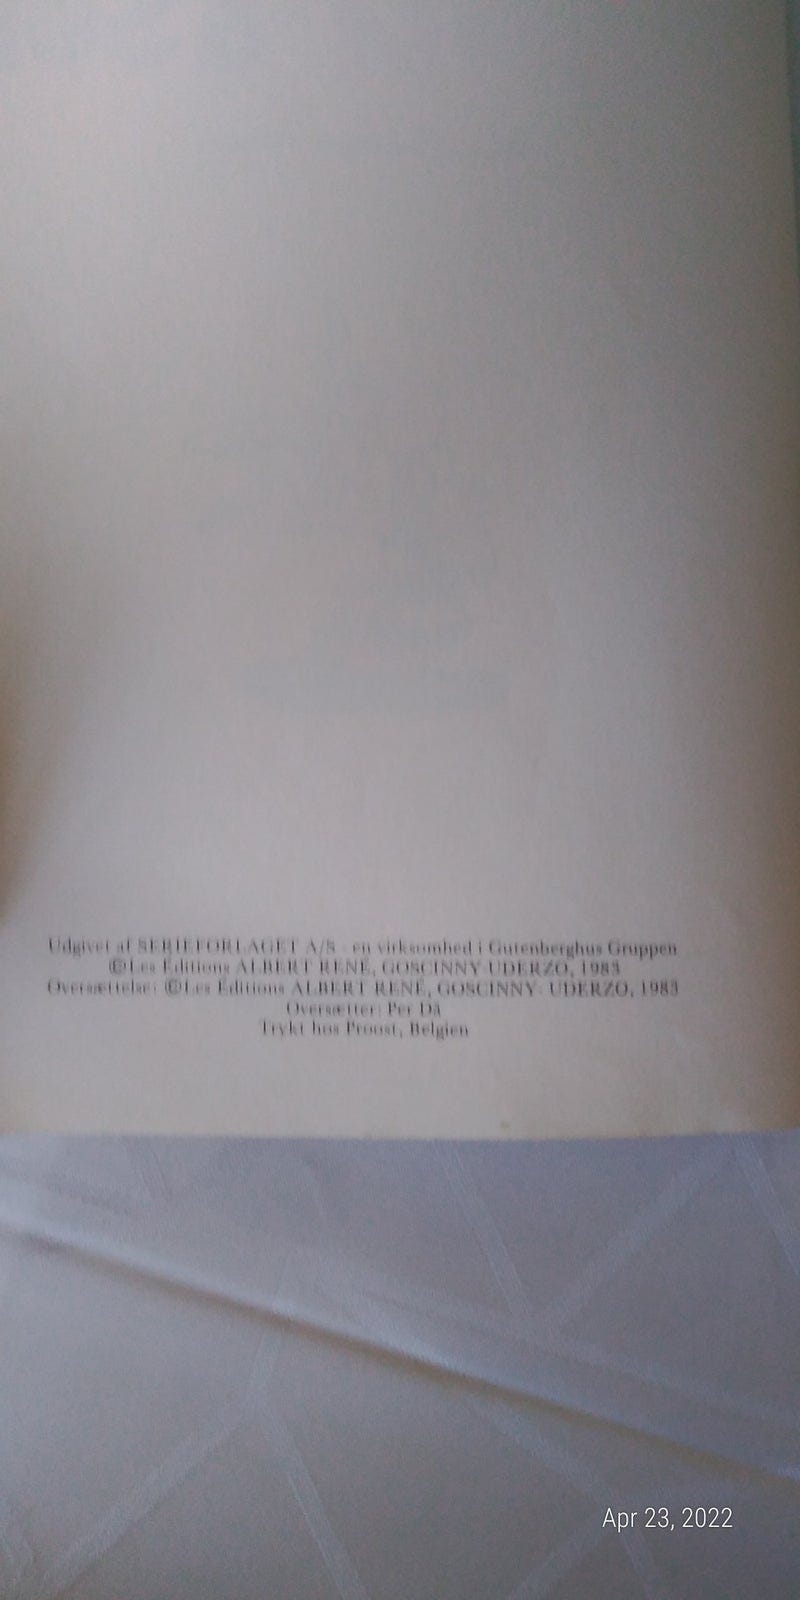 Udgivet af SERIEFORLAGET A/S - en virksomhed i Gutenberghus Gruppen
©Les Éditions ALBERT RENÉ, GOSCINNY-UDERZO, 1983
Oversættelse: ©Les Éditions ALBERT RENÉ, GOSCINNY- UDERZO, 1983
Oversætter: Per Då
Trykt hos Proost, Belgien
Apr 23, 2022